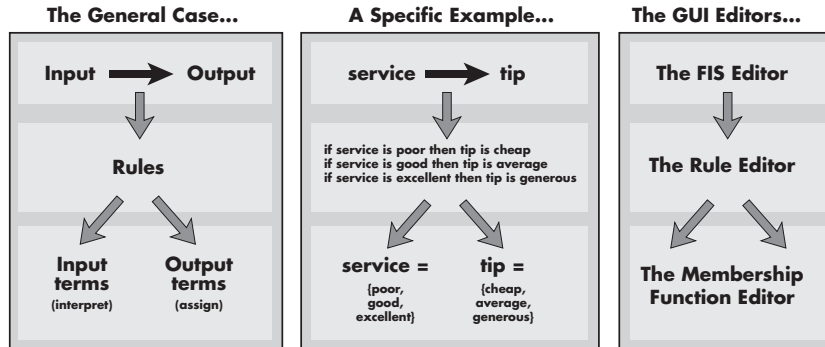 The General Case...
Input Output
Rules
Input terms (interpret)
Output terms (assign)
A Specific Example...
service tip
if service is poor then tip is cheap
if service is good then tip is average
if service is excellent then tip is generous
service =
{poor,
good,
excellent}
tip =
{cheap,
average,
generous}
The GUI Editors...
The FIS Editor
The Rule Editor
The Membership
Function Editor